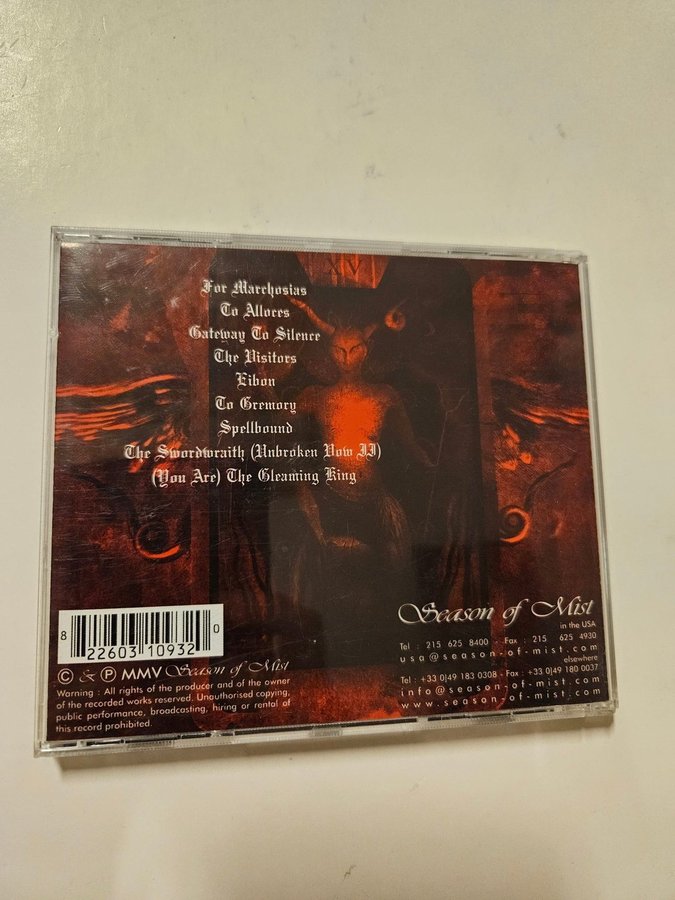 XV
For Marchosias
To Alloces
Gateway To Silence
The Visitors
Eibon
To Gremory
Spellbound
The Swordwraith (Unbroken Vow II)
(You Are) The Gleaming King
8 22603 10932 0
© & ℗ MMV Season of Mist
Warning : All rights of the producer and of the owner
of the recorded works reserved. Unauthorised copying,
public performance, broadcasting, hiring or rental of
this record prohibited.
Season of Mist
in the USA
Tel : 215 625 8400 - Fax : 215 625 4930
usa@season-of-mist.com
elsewhere
Tel : +33 0)49 183 0308 - Fax : +33 0)49 180 0037
info@season-of-mist.com
www.season-of-mist.com